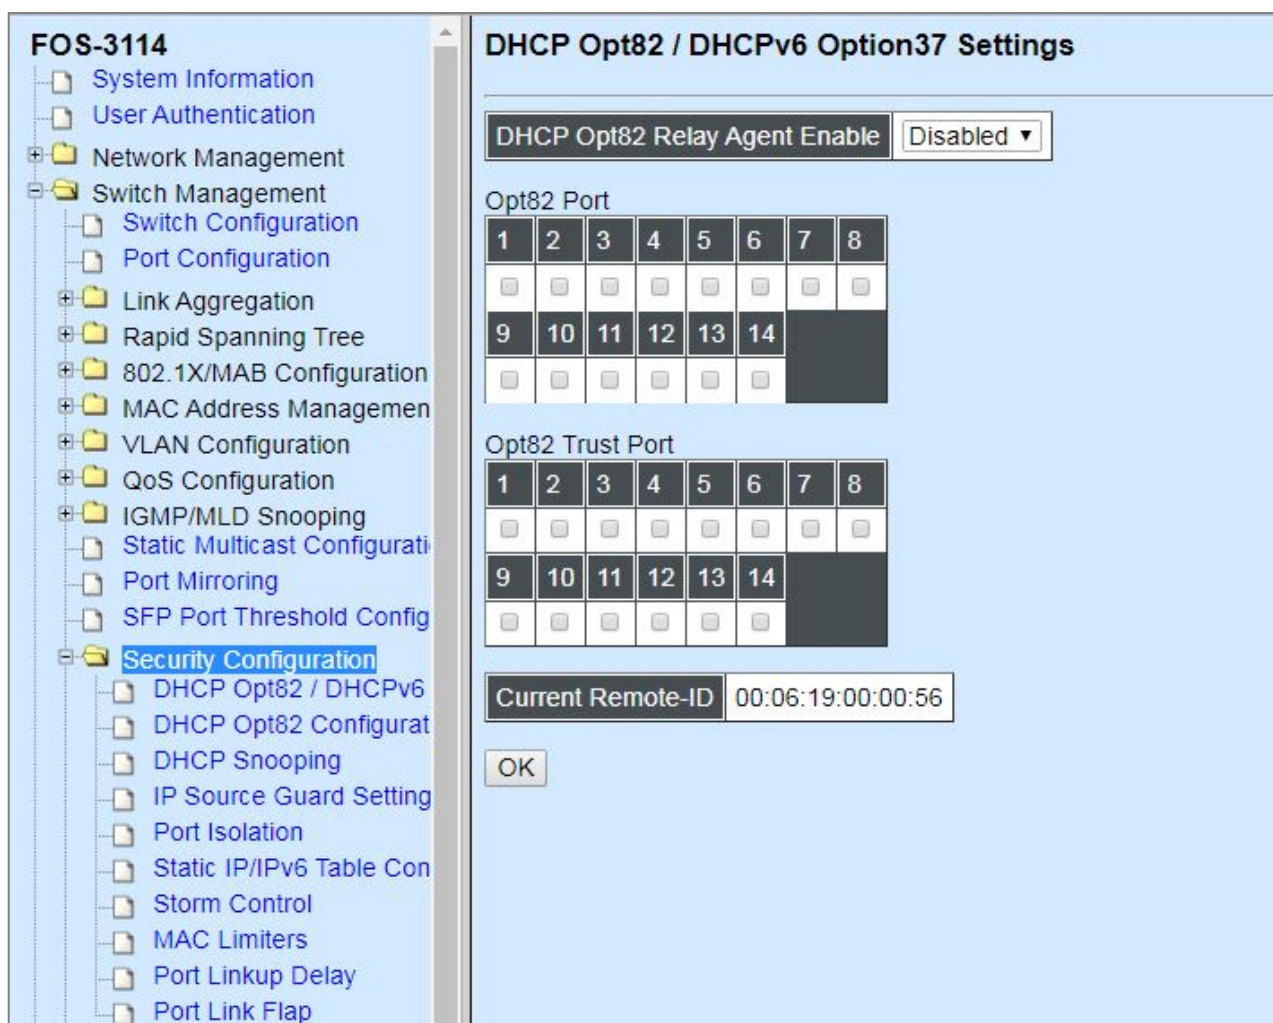 FOS-3114
System Information
User Authentication
Network Management
Switch Management
Switch Configuration
Port Configuration
Link Aggregation
Rapid Spanning Tree
802.1X/MAB Configuration
MAC Address Managemen
VLAN Configuration
QoS Configuration
IGMP/MLD Snooping
Static Multicast Configurati
Port Mirroring
SFP Port Threshold Config
Security Configuration
DHCP Opt82 / DHCPv6
DHCP Opt82 Configurat
DHCP Snooping
IP Source Guard Setting
Port Isolation
Static IP/IPv6 Table Con
Storm Control
MAC Limiters
Port Linkup Delay
Port Link Flap
DHCP Opt82 / DHCPv6 Option37 Settings
DHCP Opt82 Relay Agent Enable Disabled
Opt82 Port
1 2 3 4 5 6 7 8
9 10 11 12 13 14
Opt82 Trust Port
1 2 3 4 5 6 7 8
9 10 11 12 13 14
Current Remote-ID 00:06:19:00:00:56
OK